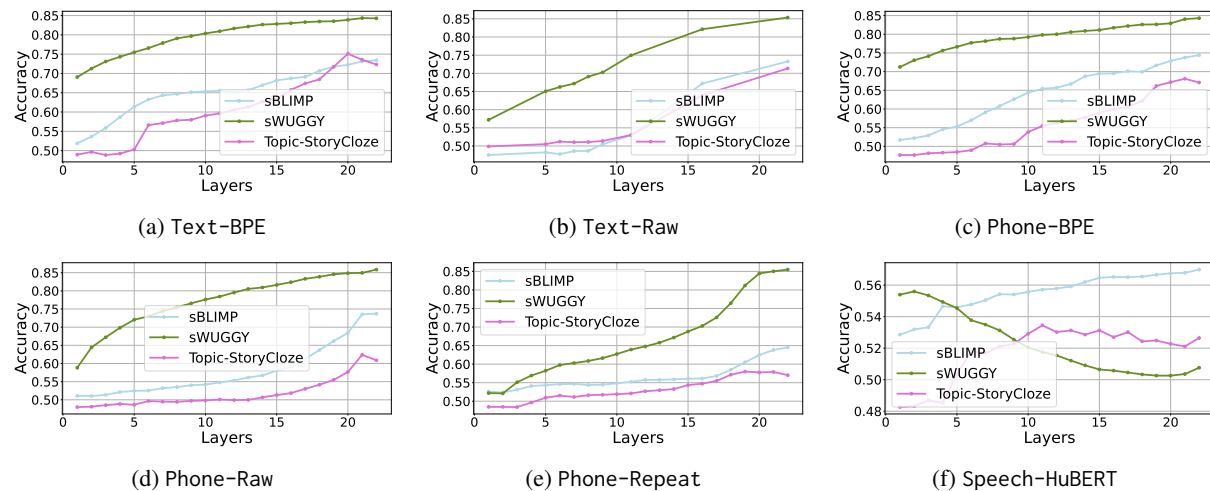 0.85
0.80
0.75
0.70
0.65
0.60
0.55
0.50
Accuracy
0
5
10
15
20
Layers
sBLIMP
sWUGGY
Topic-StoryCloze
(a) Text-BPE
0.85
0.80
0.75
0.70
0.65
0.60
0.55
0.50
Accuracy
0
5
10
15
20
Layers
sBLIMP
sWUGGY
Topic-StoryCloze
(b) Text-Raw
0.85
0.80
0.75
0.70
0.65
0.60
0.55
0.50
Accuracy
0
5
10
15
20
Layers
sBLIMP
sWUGGY
Topic-StoryCloze
(c) Phone-BPE
0.85
0.80
0.75
0.70
0.65
0.60
0.55
0.50
Accuracy
0
5
10
15
20
Layers
sBLIMP
sWUGGY
Topic-StoryCloze
(d) Phone-Raw
0.85
0.80
0.75
0.70
0.65
0.60
0.55
0.50
Accuracy
0
5
10
15
20
Layers
sBLIMP
sWUGGY
Topic-StoryCloze
(e) Phone-Repeat
0.56
0.54
0.52
0.50
0.48
Accuracy
0
5
10
15
20
Layers
sBLIMP
sWUGGY
Topic-StoryCloze
(f) Speech-HuBERT